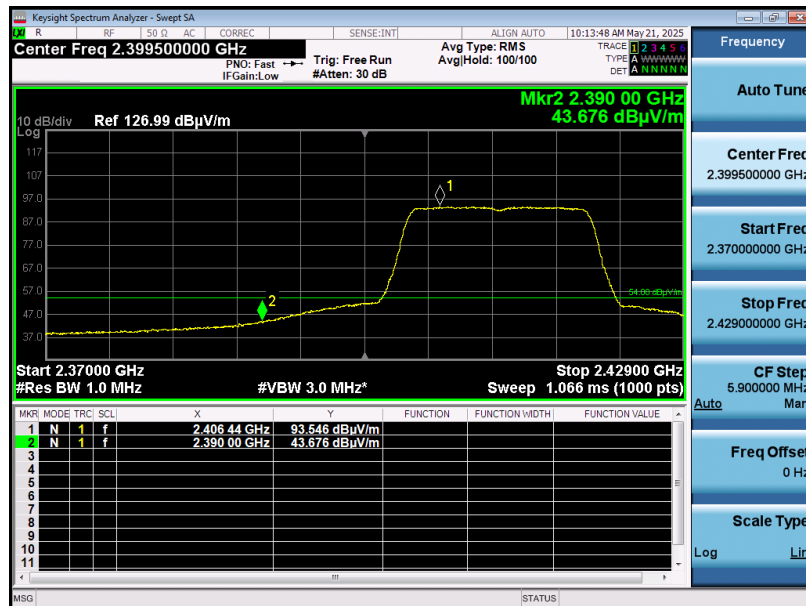 Keysight Spectrum Analyzer - Swept SA
LXI R RF 50 Ω AC CORREC SENSE:INT ALIGN AUTO 10:13:48 AM May 21, 2025
Center Freq 2.399500000 GHz
PNO: Fast
IFGain:Low
Trig: Free Run
#Atten: 30 dB
Avg Type: RMS
Avg|Hold: 100/100
TRACE 1 2 3 4 5 6
TYPE A WWWWW
DET A N N N N N
Mkr2 2.390 00 GHz
43.676 dBµV/m
10 dB/div Ref 126.99 dBµV/m
Log
117
107
97.0
87.0
77.0
67.0
57.0
47.0
37.0
1
2
54.00 dBµV/m
Start 2.37000 GHz Stop 2.42900 GHz
#Res BW 1.0 MHz #VBW 3.0 MHz* Sweep 1.066 ms (1000 pts)
MKR MODE TRC SCL X Y FUNCTION FUNCTION WIDTH FUNCTION VALUE
1 N 1 f 2.406 44 GHz 93.546 dBµV/m
2 N 1 f 2.390 00 GHz 43.676 dBµV/m
3
4
5
6
7
8
9
10
11
MSG STATUS
Frequency
Auto Tune
Center Freq
2.399500000 GHz
Start Freq
2.370000000 GHz
Stop Freq
2.429000000 GHz
CF Step
5.900000 MHz
Auto Man
Freq Offset
0 Hz
Scale Type
Log Lin